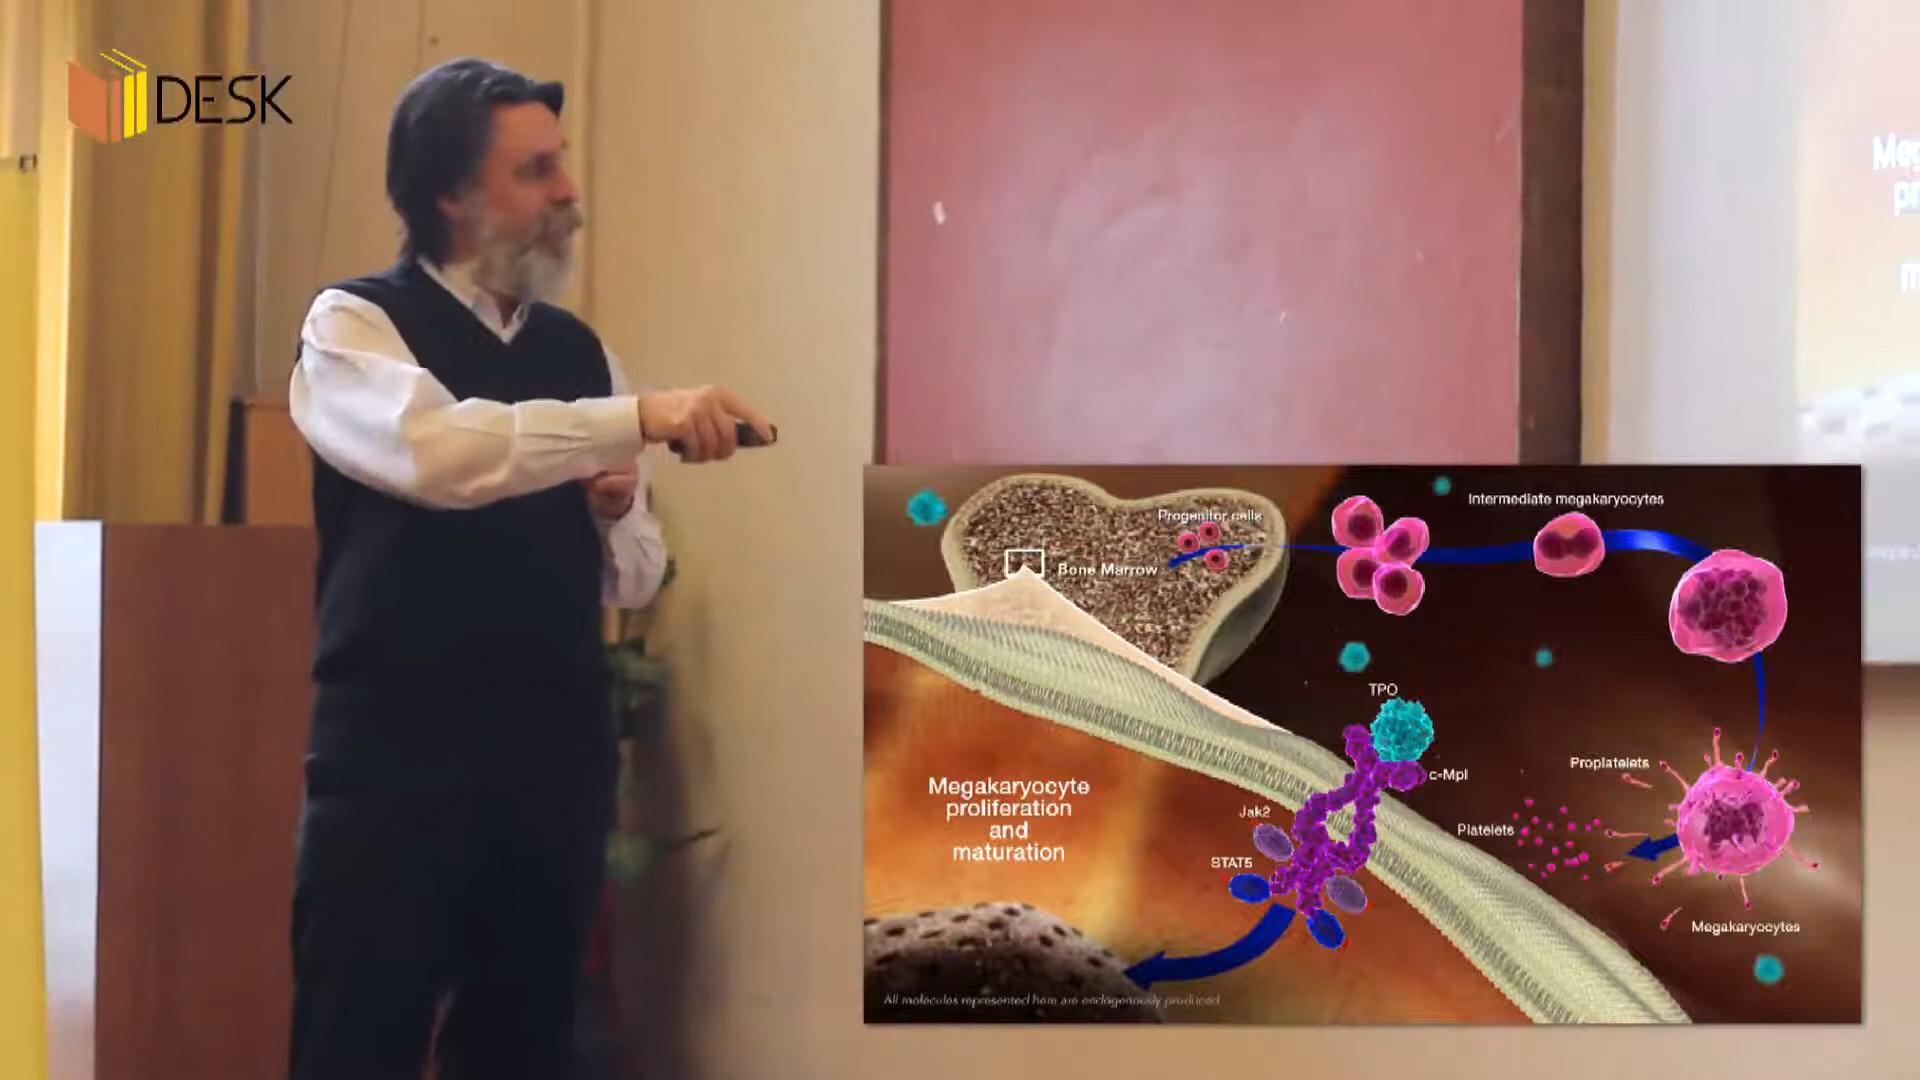 DESK
Intermediate megakaryocytes
Progenitor cells
Bone Marrow
TPO
c-Mpl
Proplatelets
Megakaryocyte
proliferation
and
maturation
Jak2
Platelets
STAT5
Megakaryocytes
All molecules represented here are endogenously produced